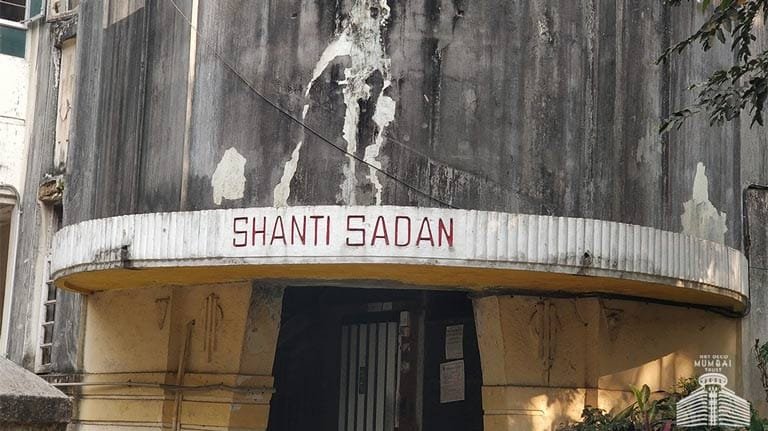 SHANTI SADAN
ART DECO
MUMBAI
TRUST